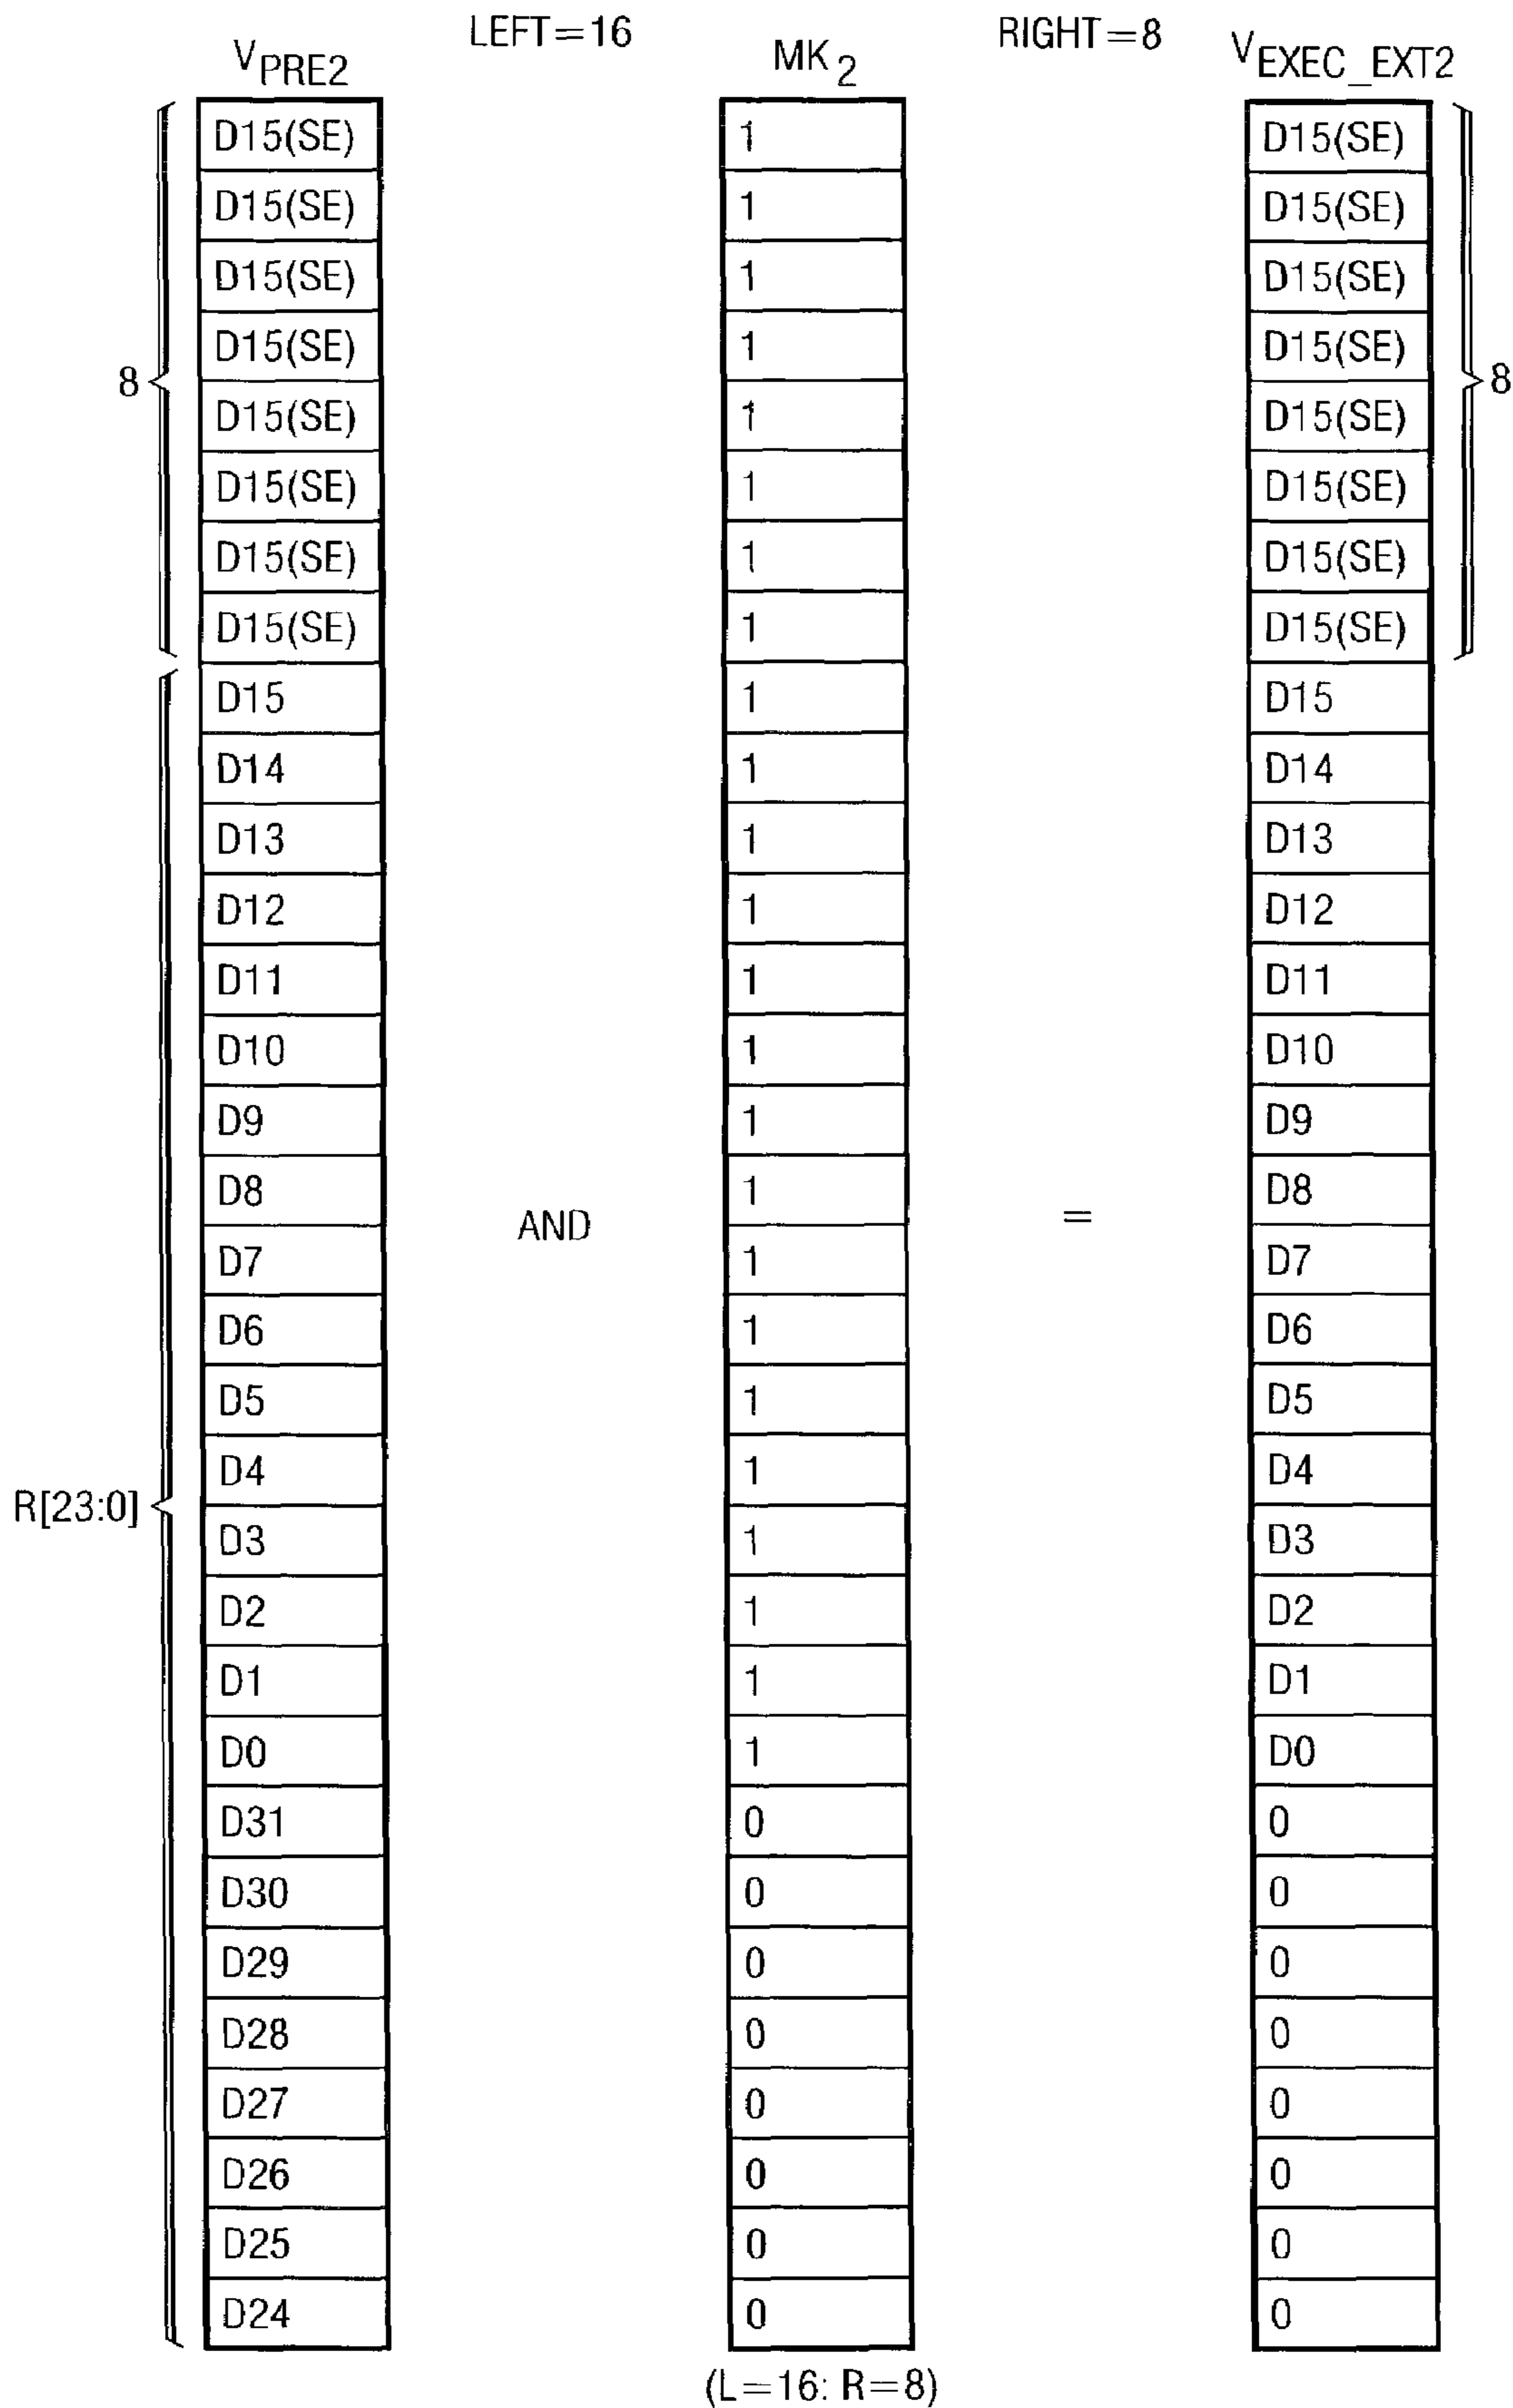 LEFT=16 RIGHT=8
VPRE2 MK2 VEXEC_EXT2
D15(SE) 1 D15(SE)
D15(SE) 1 D15(SE)
D15(SE) 1 D15(SE)
D15(SE) 1 D15(SE)
8 D15(SE) 1 D15(SE) 8
D15(SE) 1 D15(SE)
D15(SE) 1 D15(SE)
D15(SE) 1 D15(SE)
D15 1 D15
D14 1 D14
D13 1 D13
D12 1 D12
D11 1 D11
D10 1 D10
D9 1 D9
D8 1 D8
AND =
D7 1 D7
D6 1 D6
D5 1 D5
D4 1 D4
R[23:0]
D3 1 D3
D2 1 D2
D1 1 D1
D0 1 D0
D31 0 0
D30 0 0
D29 0 0
D28 0 0
D27 0 0
D26 0 0
D25 0 0
D24 0 0
(L=16: R=8)